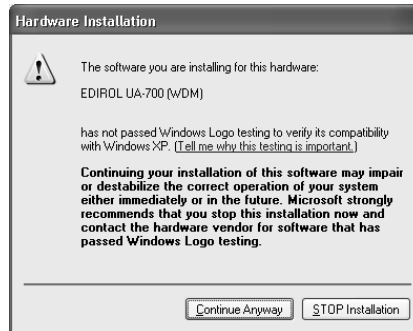 Hardware Installation
The software you are installing for this hardware:
EDIROL UA-700 (WDM)
has not passed Windows Logo testing to verify its compatibility
with Windows XP. (Tell me why this testing is important.)
Continuing your installation of this software may impair
or destabilize the correct operation of your system
either immediately or in the future. Microsoft strongly
recommends that you stop this installation now and
contact the hardware vendor for software that has
passed Windows Logo testing.
Continue Anyway
STOP Installation